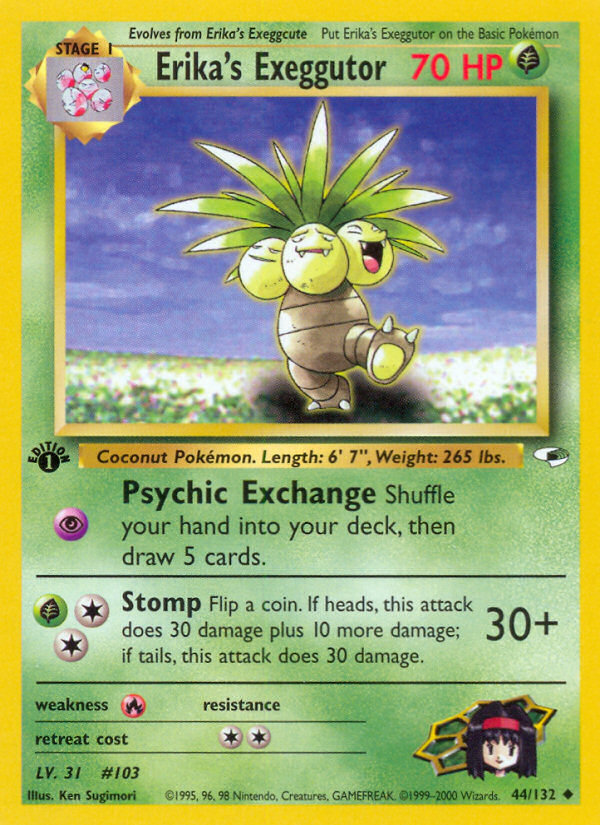 Evolves from Erika's Exeggcute Put Erika's Exeggutor on the Basic Pokémon
STAGE 1
Erika's Exeggutor 70 HP
EDITION
1
Coconut Pokémon. Length: 6' 7", Weight: 265 lbs.
Psychic Exchange Shuffle
your hand into your deck, then
draw 5 cards.
Stomp Flip a coin. If heads, this attack
does 30 damage plus 10 more damage;
if tails, this attack does 30 damage.
30+
weakness
resistance
retreat cost
LV. 31 #103
Illus. Ken Sugimori ©1995, 96, 98 Nintendo, Creatures, GAMEFREAK. ©1999-2000 Wizards. 44/132